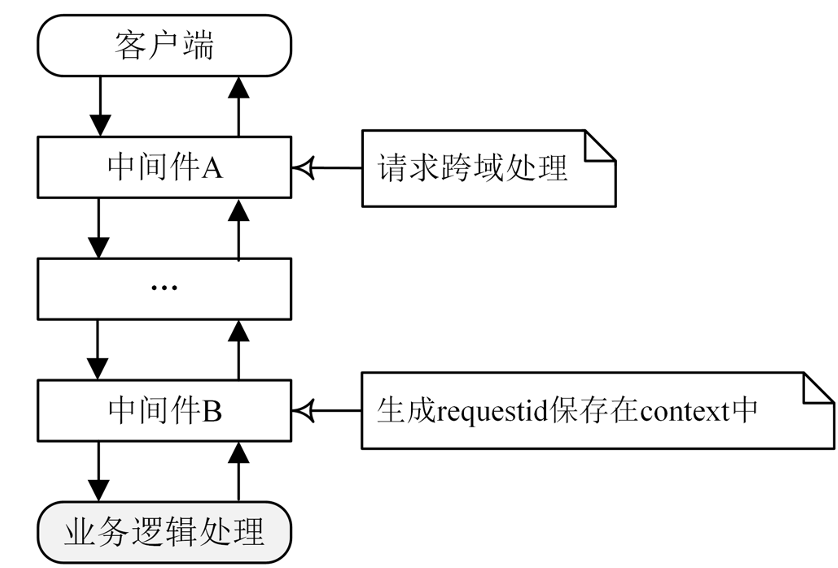 客户端
中间件A
请求跨域处理
...
中间件B
生成requestid保存在context中
业务逻辑处理